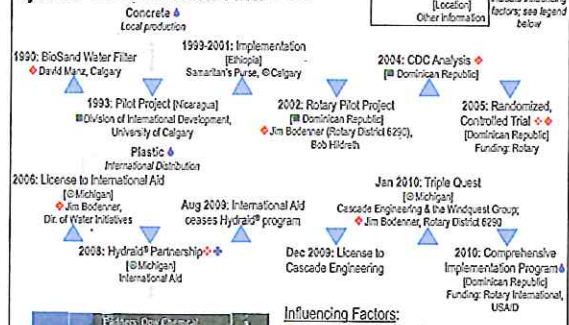 [Location]
Other Information
factors; see legend
below
Concrete
Local production
1990: BioSand Water Filter
David Manz, Calgary
1999-2001: Implementation
[Ethiopia]
Samaritan's Purse, Calgary
2004: CDC Analysis
[Dominican Republic]
1993: Pilot Project [Nicaragua]
Division of International Development,
University of Calgary
2002: Rotary Pilot Project
[Dominican Republic]
Jim Bodenner (Rotary District 6290),
Bob Hildreth
2005: Randomized,
Controlled Trial
[Dominican Republic]
Funding: Rotary
Plastic
International Distribution
2006: License to International Aid
[Michigan]
Jim Bodenner,
Dir. of Water Initiatives
Aug 2009: International Aid
ceases Hydraid® program
Jan 2010: Triple Quest
[Michigan]
Cascade Engineering & the Windquest Group;
Jim Bodenner, Rotary District 6290
2008: Hydraid® Partnership
[Michigan]
International Aid
Dec 2009: License to
Cascade Engineering
2010: Comprehensive
Implementation Program
[Dominican Republic]
Funding: Rotary International,
USAID
Influencing Factors: